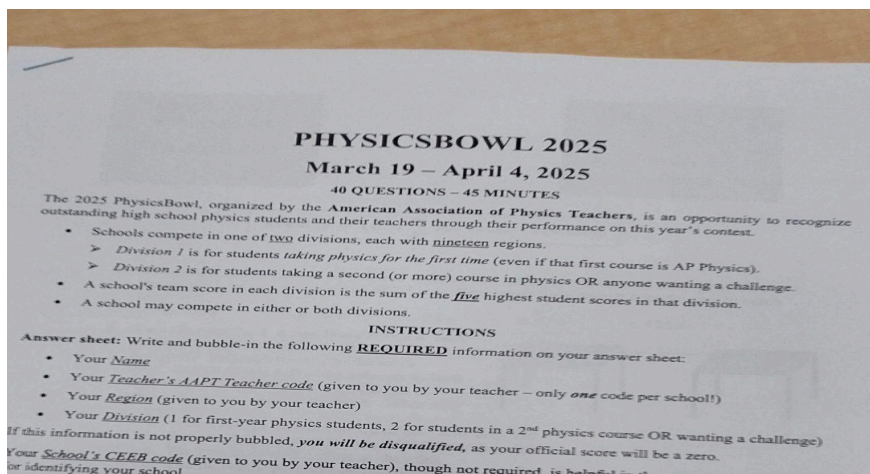 PHYSICSBOWL 2025
March 19 – April 4, 2025
40 QUESTIONS – 45 MINUTES
The 2025 PhysicsBowl, organized by the American Association of Physics Teachers, is an opportunity to recognize
outstanding high school physics students and their teachers through their performance on this year's contest.
• Schools compete in one of two divisions, each with nineteen regions.
➢ Division 1 is for students taking physics for the first time (even if that first course is AP Physics).
➢ Division 2 is for students taking a second (or more) course in physics OR anyone wanting a challenge.
• A school's team score in each division is the sum of the five highest student scores in that division.
• A school may compete in either or both divisions.
INSTRUCTIONS
Answer sheet: Write and bubble-in the following REQUIRED information on your answer sheet:
• Your Name
• Your Teacher's AAPT Teacher code (given to you by your teacher – only one code per school!)
• Your Region (given to you by your teacher)
• Your Division (1 for first-year physics students, 2 for students in a 2nd physics course OR wanting a challenge)
If this information is not properly bubbled, you will be disqualified, as your official score will be a zero.
Your School's CEEB code (given to you by your teacher), though not required, is helpful in
or identifying your school